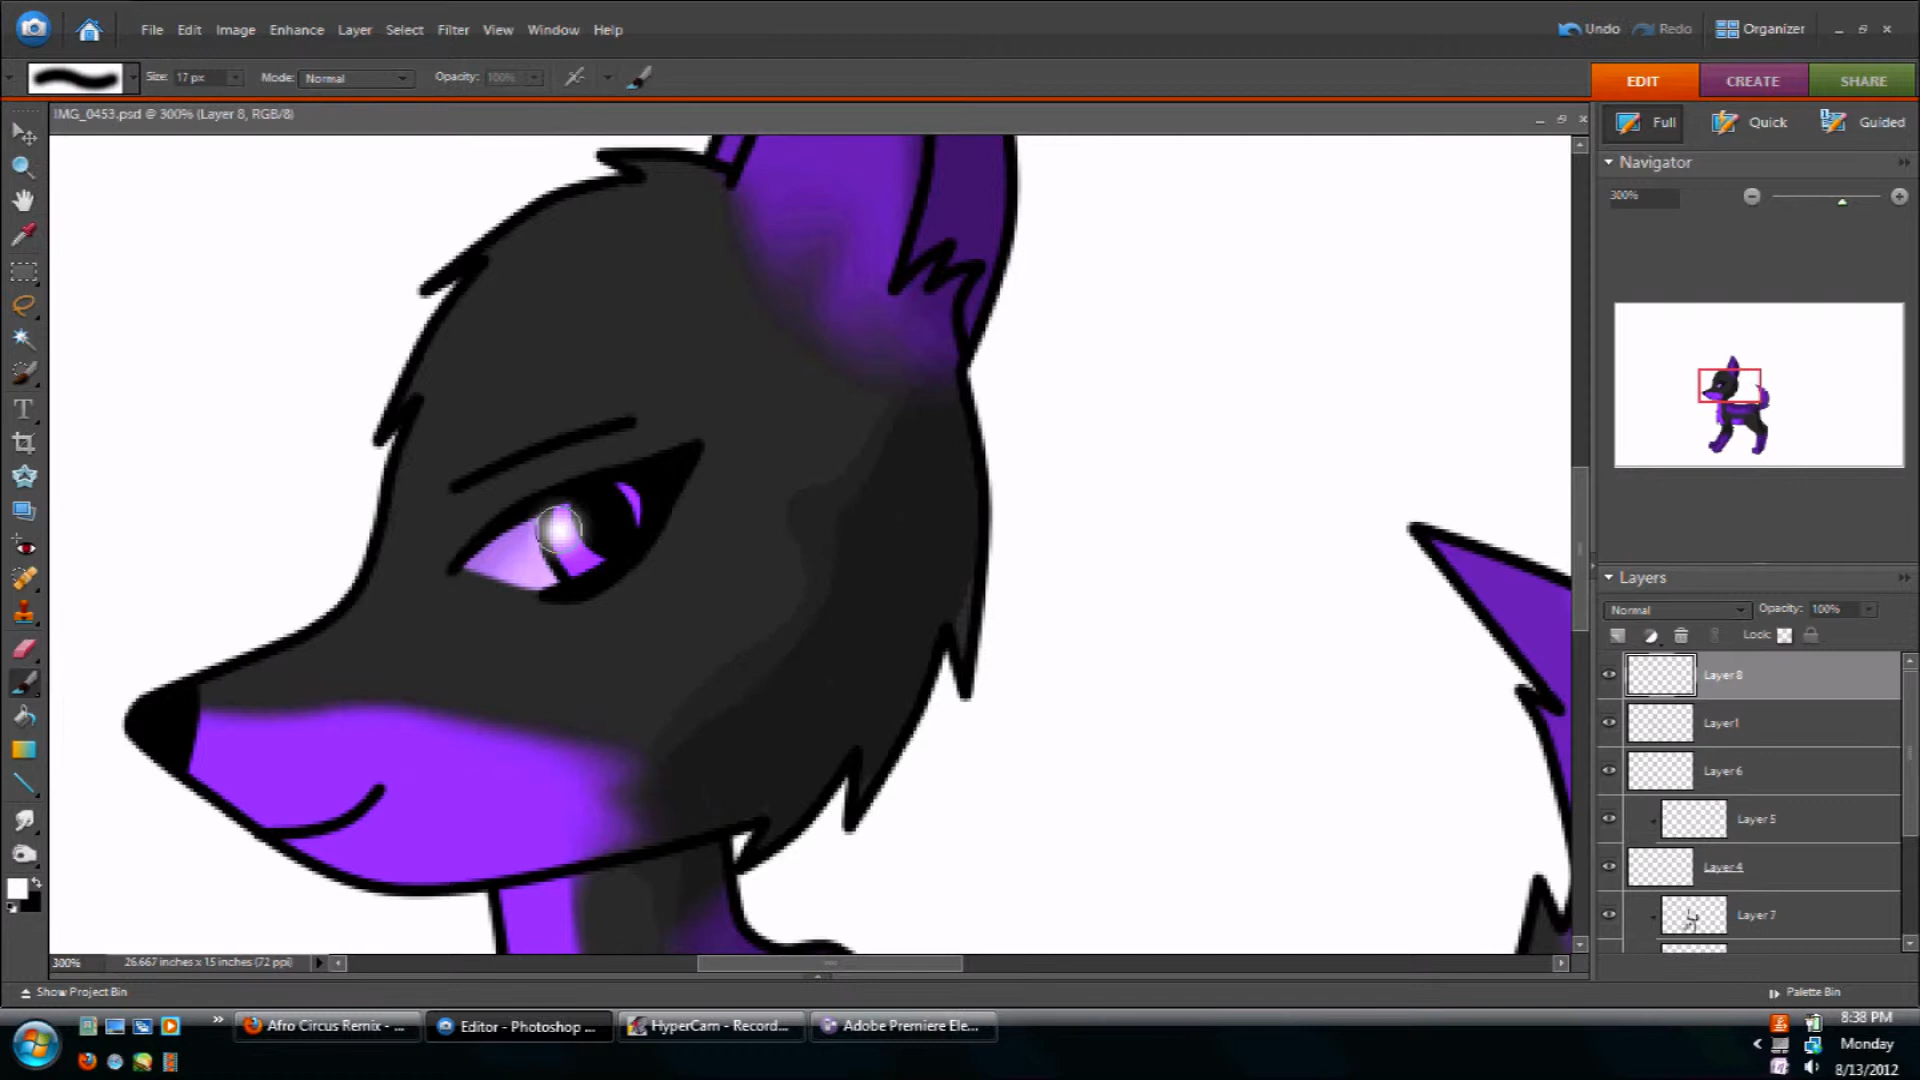 File Edit Image Enhance Layer Select Filter View Window Help
Undo Redo Organizer
Size: 17 px Mode: Normal Opacity: 100%
EDIT CREATE SHARE
IMG_0453.psd @ 300% (Layer 8, RGB/8)
Full Quick Guided
Navigator
300%
Layers
Normal Opacity: 100%
Lock:
Layer 8
Layer1
Layer 6
Layer 5
Layer 4
Layer 7
300% 26.667 inches x 15 inches (72 ppi)
Show Project Bin
Palette Bin
Afro Circus Remix - ...
Editor - Photoshop ...
HyperCam - Record...
Adobe Premiere Ele...
8:38 PM
Monday
8/13/2012